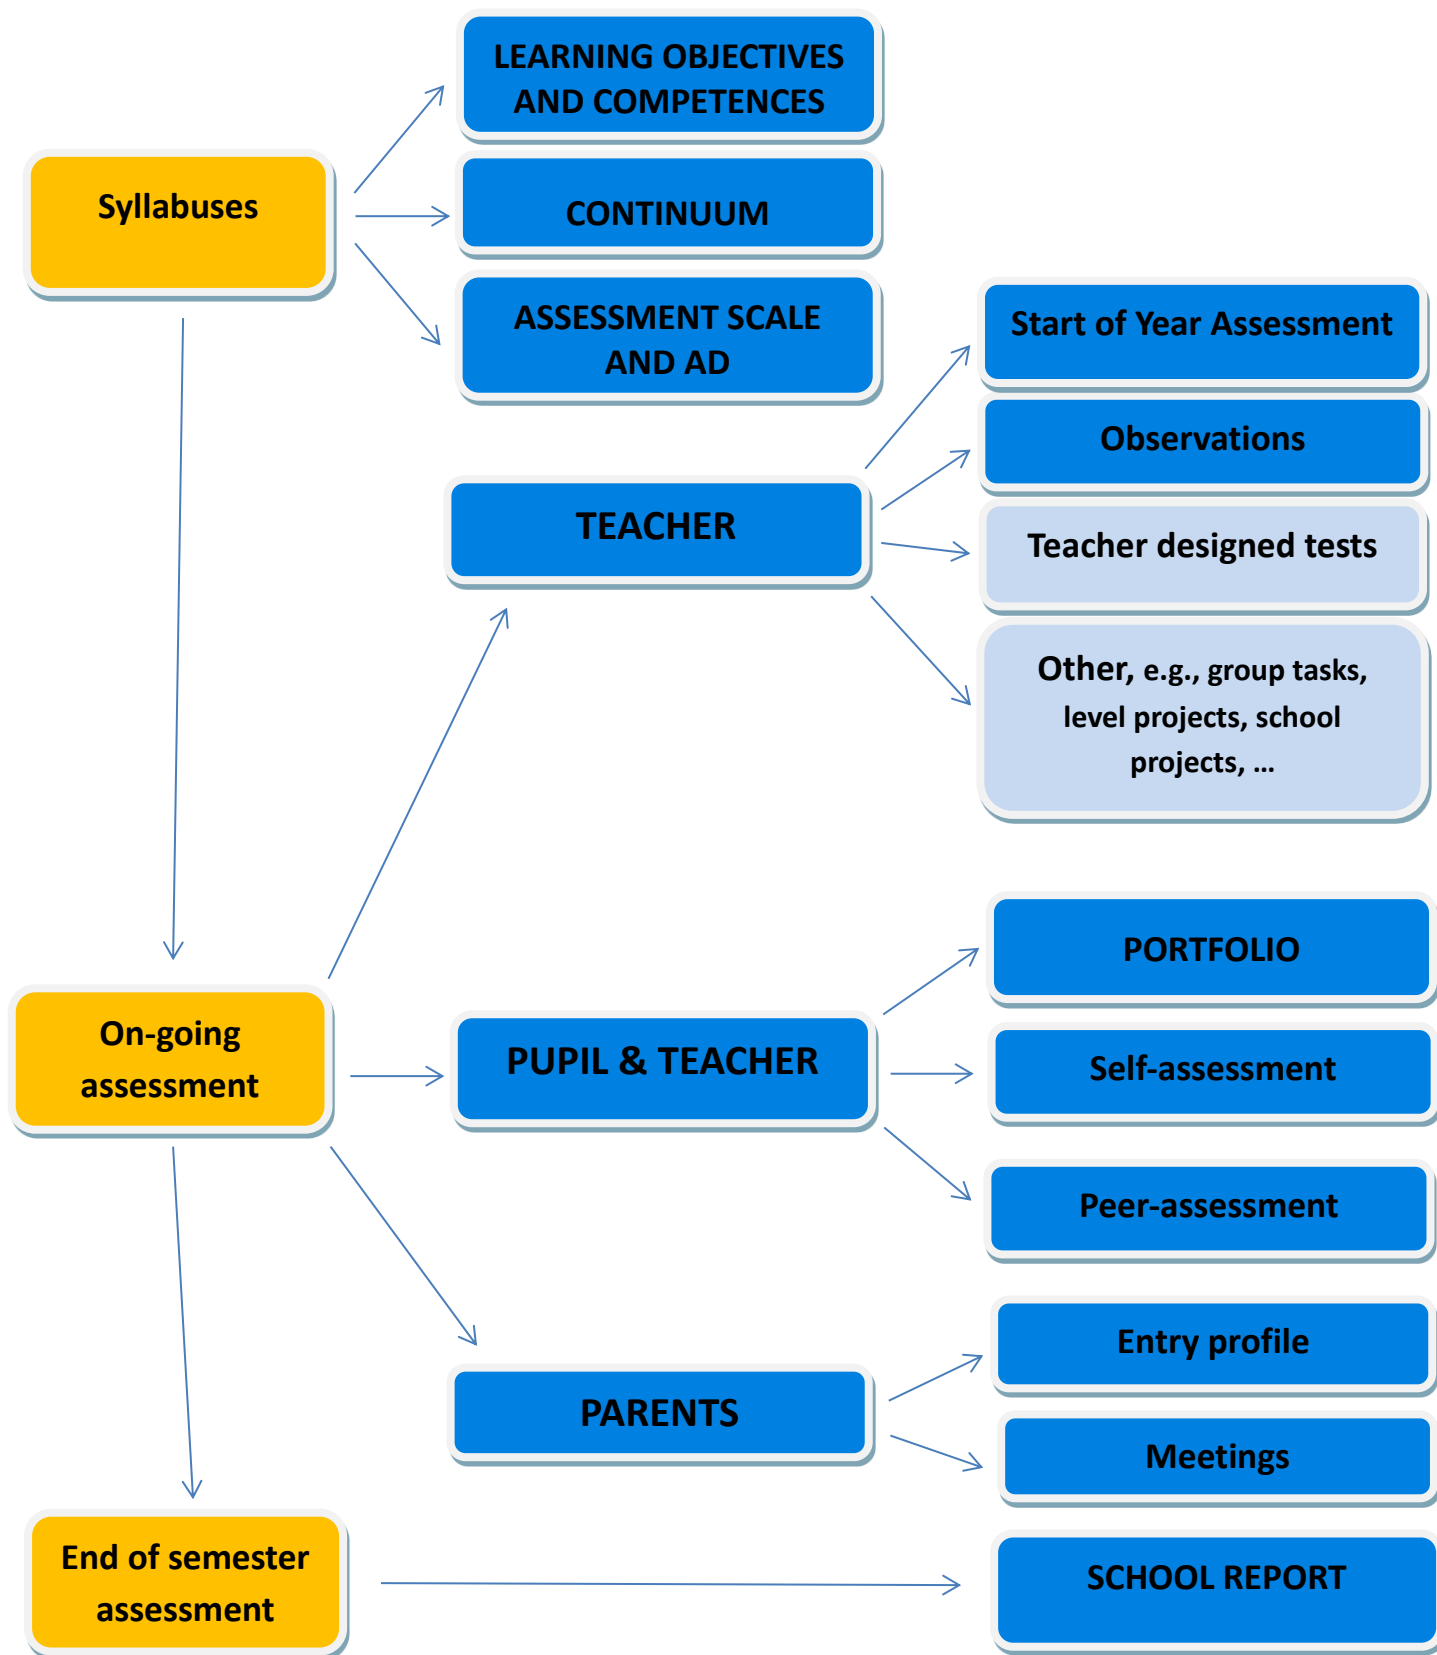 LEARNING OBJECTIVES
AND COMPETENCES
Syllabuses
CONTINUUM
ASSESSMENT SCALE
AND AD
Start of Year Assessment
Observations
TEACHER
Teacher designed tests
Other, e.g., group tasks,
level projects, school
projects, …
PORTFOLIO
On-going
assessment
PUPIL & TEACHER
Self-assessment
Peer-assessment
Entry profile
PARENTS
Meetings
End of semester
assessment
SCHOOL REPORT